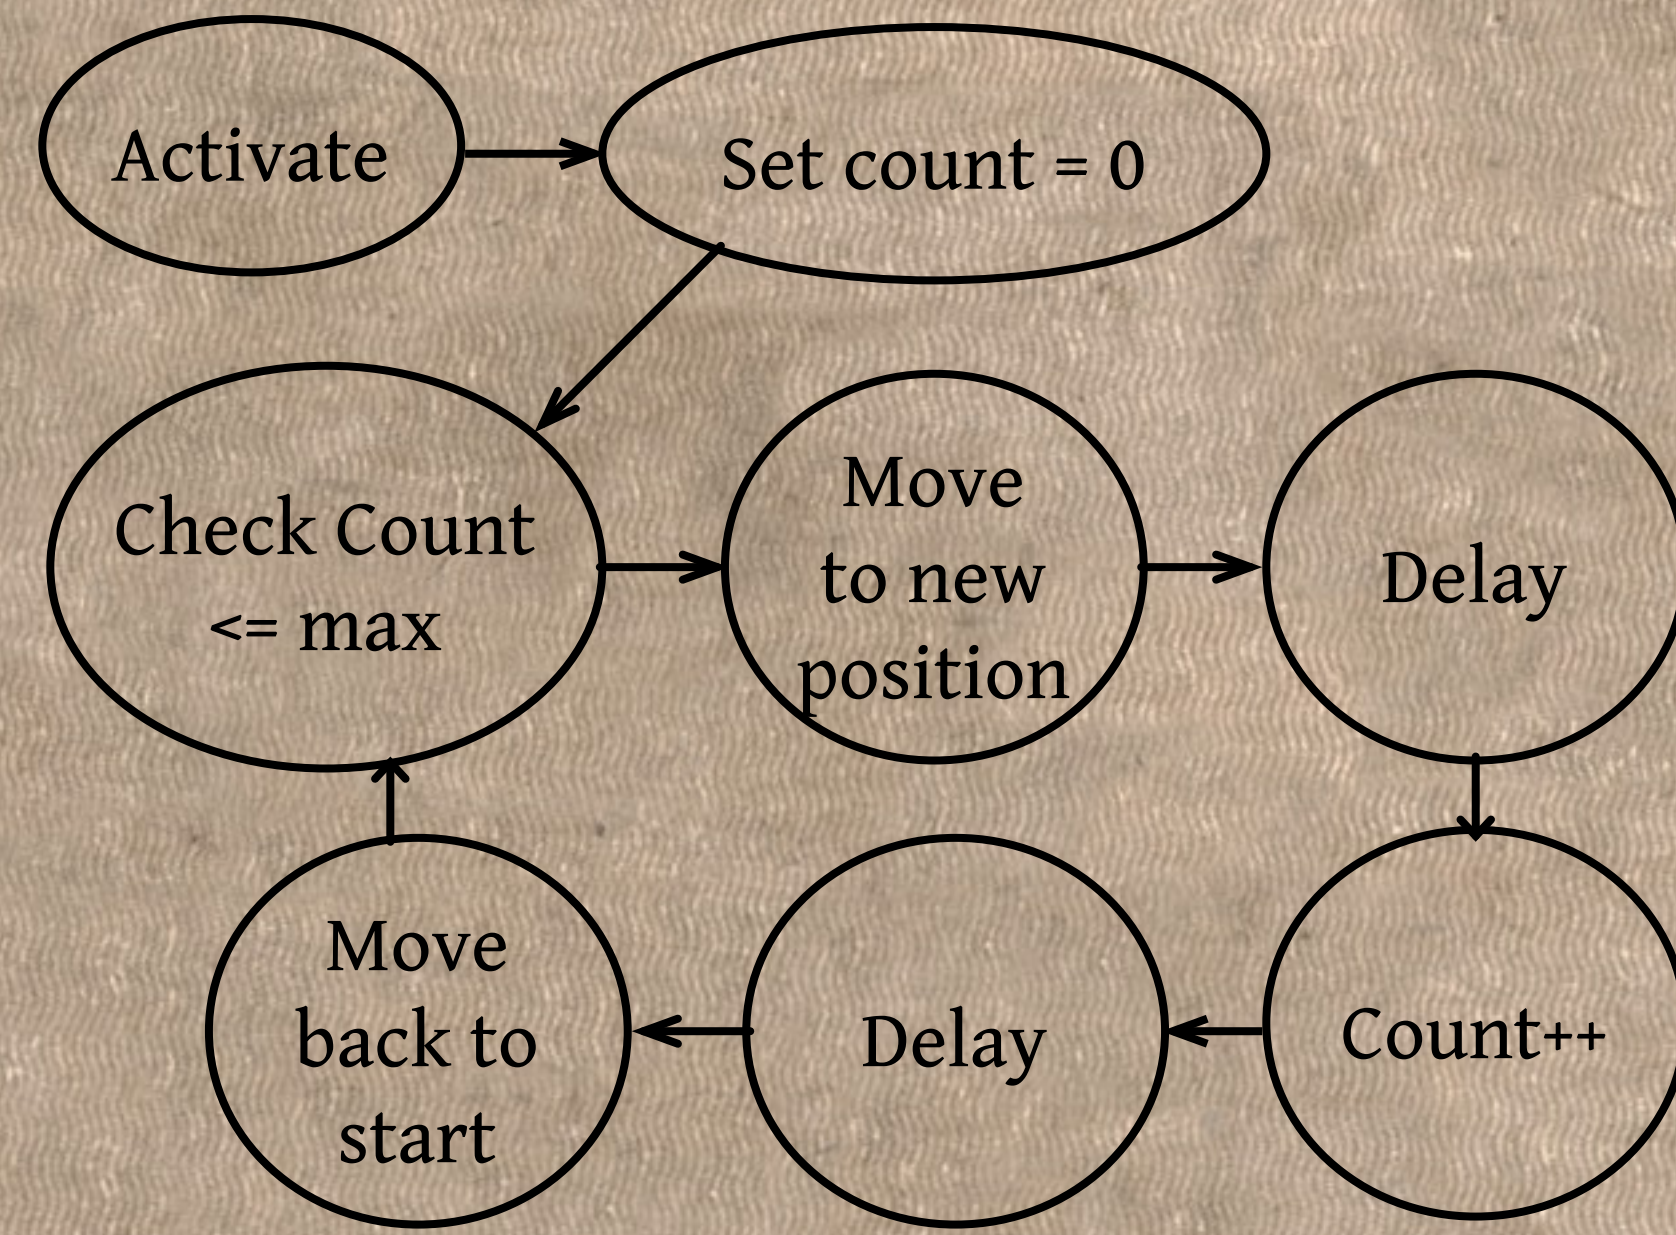 Activate
Set count = 0
Check Count
<= max
Move
to new
position
Delay
Count++
Delay
Move
back to
start